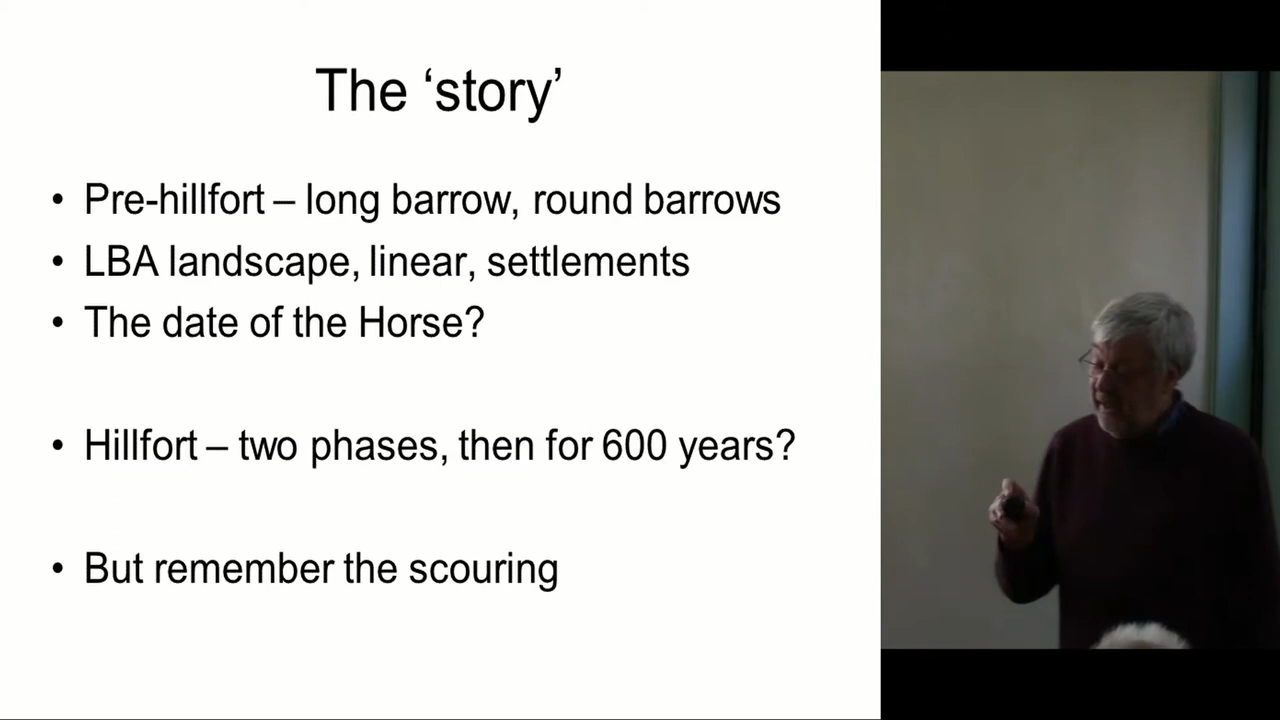 The ‘story’
• Pre-hillfort – long barrow, round barrows
• LBA landscape, linear, settlements
• The date of the Horse?
• Hillfort – two phases, then for 600 years?
• But remember the scouring